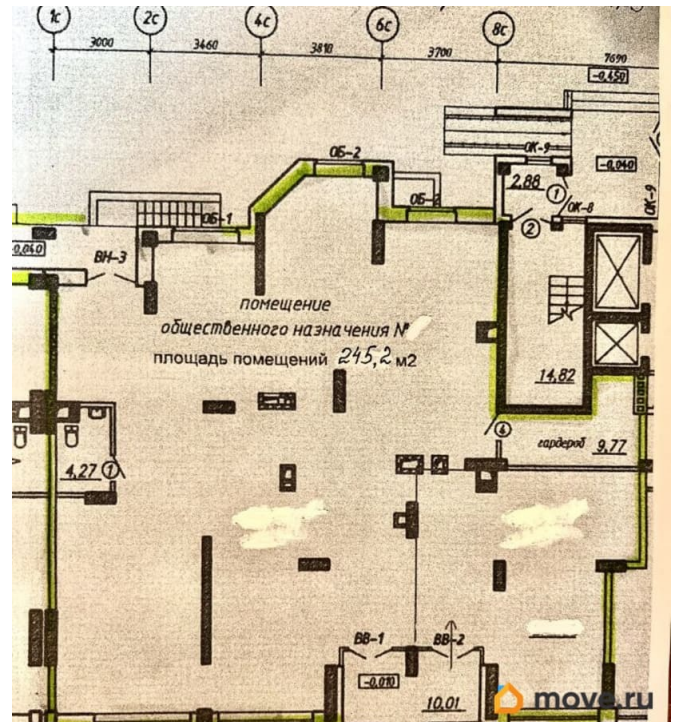 1с 2с 4с 6с 8с
3000 3460 3810 3700 7690
-0,450
ОК-9
-0,040
ОБ-2
2,88 1
ОК-8
ОК-9
ОБ-1
2
-0,040
ВН-3
помещение
общественного назначения №
площадь помещений 245,2 м2
14,82
4
гардероб 9,77
4,27 1
ВВ-1 ВВ-2
-0,010
10,01
move.ru